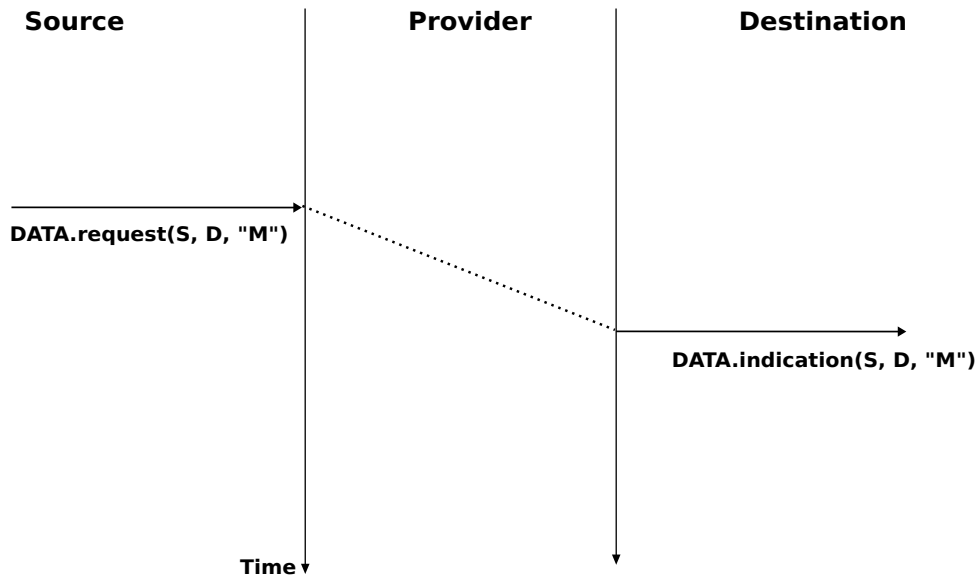 Source
Provider
Destination
DATA.request(S, D, "M")
DATA.indication(S, D, "M")
Time